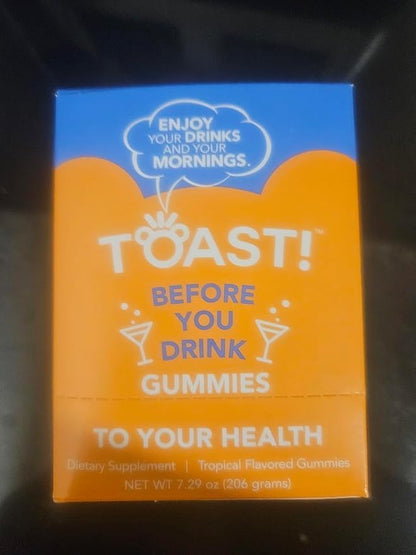 ENJOY
YOUR DRINKS
AND YOUR
MORNINGS.
TOAST!™
BEFORE
YOU
DRINK
GUMMIES
TO YOUR HEALTH
Dietary Supplement | Tropical Flavored Gummies
NET WT 7.29 oz (206 grams)